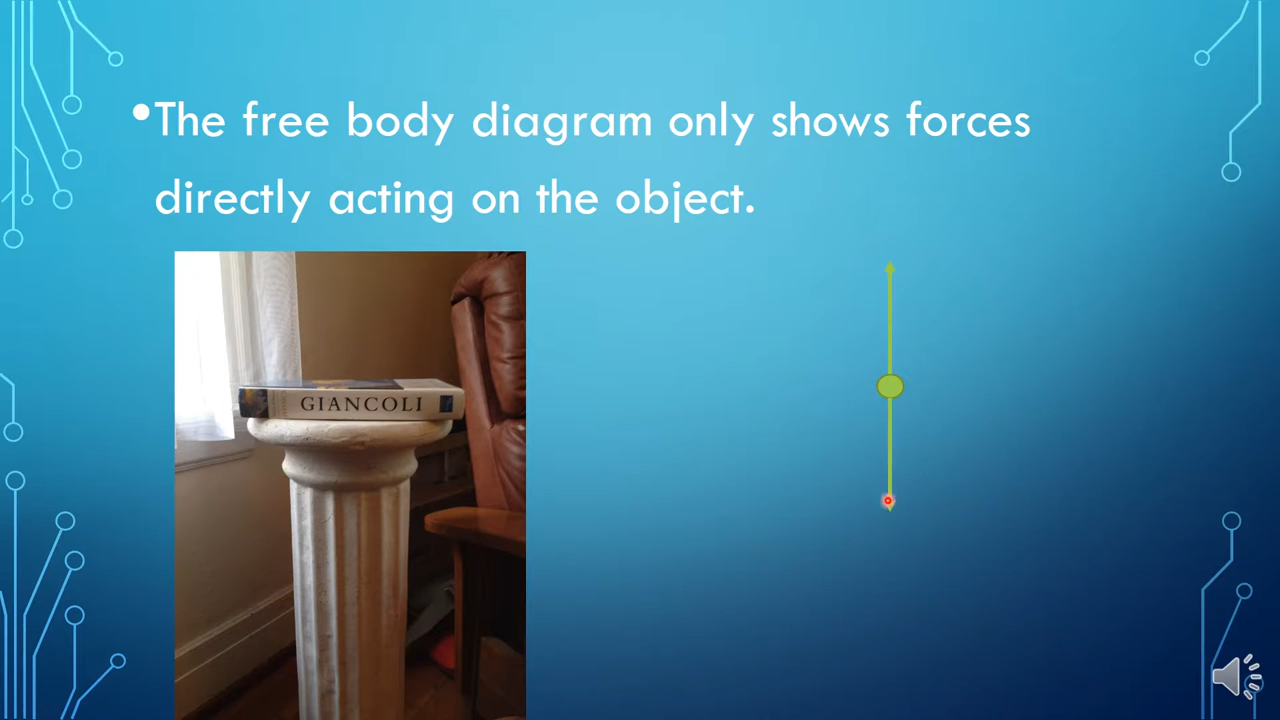 •The free body diagram only shows forces
directly acting on the object.
GIANCOLI